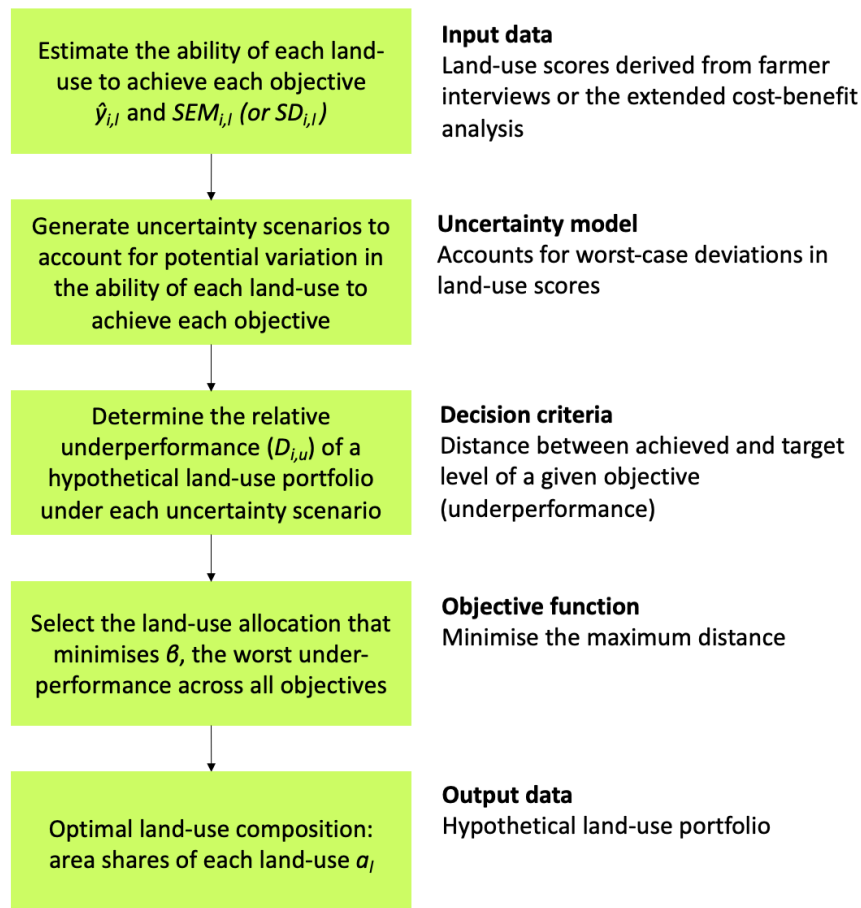 Estimate the ability of each land-
use to achieve each objective
ŷi,l and SEMi,l (or SDi,l)
Input data
Land-use scores derived from farmer
interviews or the extended cost-benefit
analysis
Generate uncertainty scenarios to
account for potential variation in
the ability of each land-use to
achieve each objective
Uncertainty model
Accounts for worst-case deviations in
land-use scores
Determine the relative
underperformance (Di,u) of a
hypothetical land-use portfolio
under each uncertainty scenario
Decision criteria
Distance between achieved and target
level of a given objective
(underperformance)
Select the land-use allocation that
minimises β, the worst under-
performance across all objectives
Objective function
Minimise the maximum distance
Optimal land-use composition:
area shares of each land-use al
Output data
Hypothetical land-use portfolio